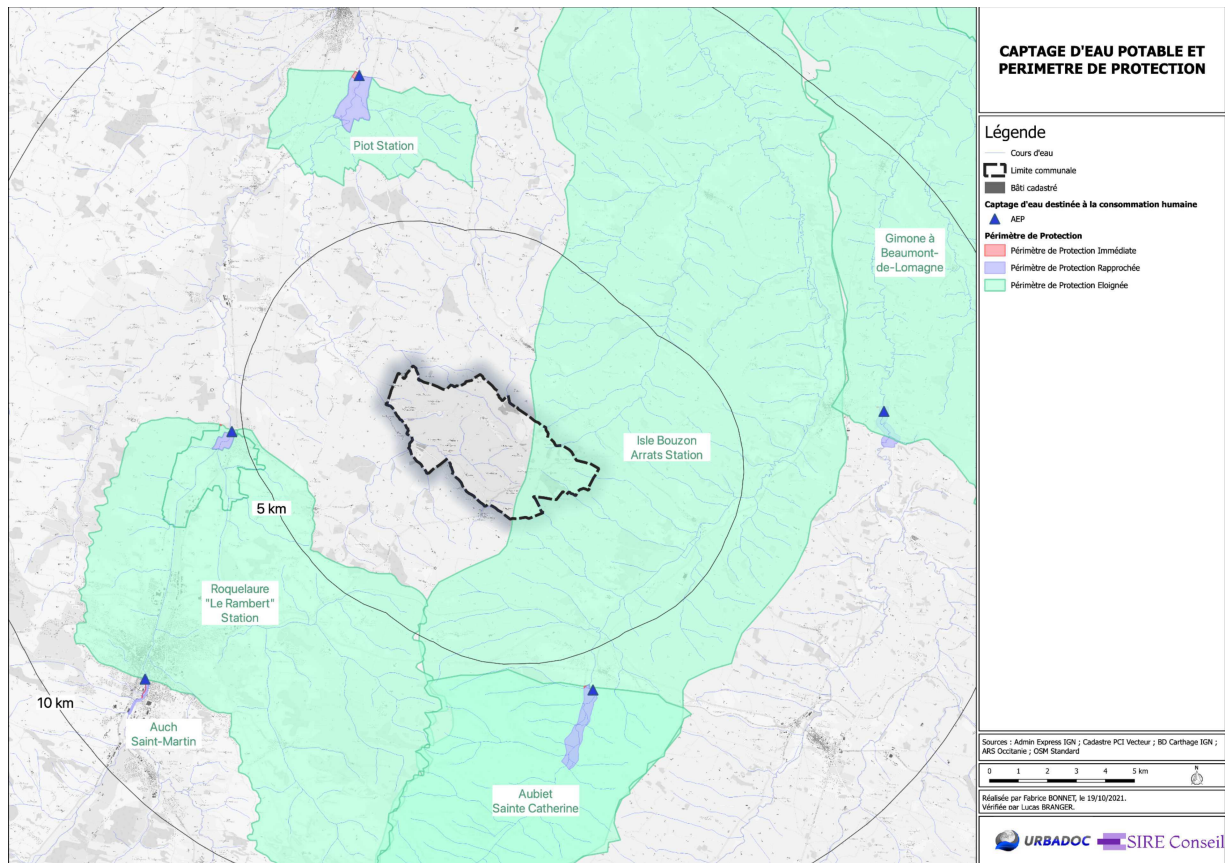 CAPTAGE D'EAU POTABLE ET
PERIMETRE DE PROTECTION
Légende
Cours d'eau
Limite communale
Bâti cadastré
Captage d'eau destinée à la consommation humaine
AEP
Périmètre de Protection
Périmètre de Protection Immédiate
Périmètre de Protection Rapprochée
Périmètre de Protection Eloignée
Piot Station
Gimone à
Beaumont-
de-Lomagne
Isle Bouzon
Arrats Station
5 km
Roquelaure
"Le Rambert"
Station
10 km
Auch
Saint-Martin
Aubiet
Sainte Catherine
Sources : Admin Express IGN ; Cadastre PCI Vecteur ; BD Carthage IGN ;
ARS Occitanie ; OSM Standard
0 1 2 3 4 5 km
N
Réalisée par Fabrice BONNET, le 19/10/2021.
Vérifiée par Lucas BRANGER.
URBADOC SIRE Conseil